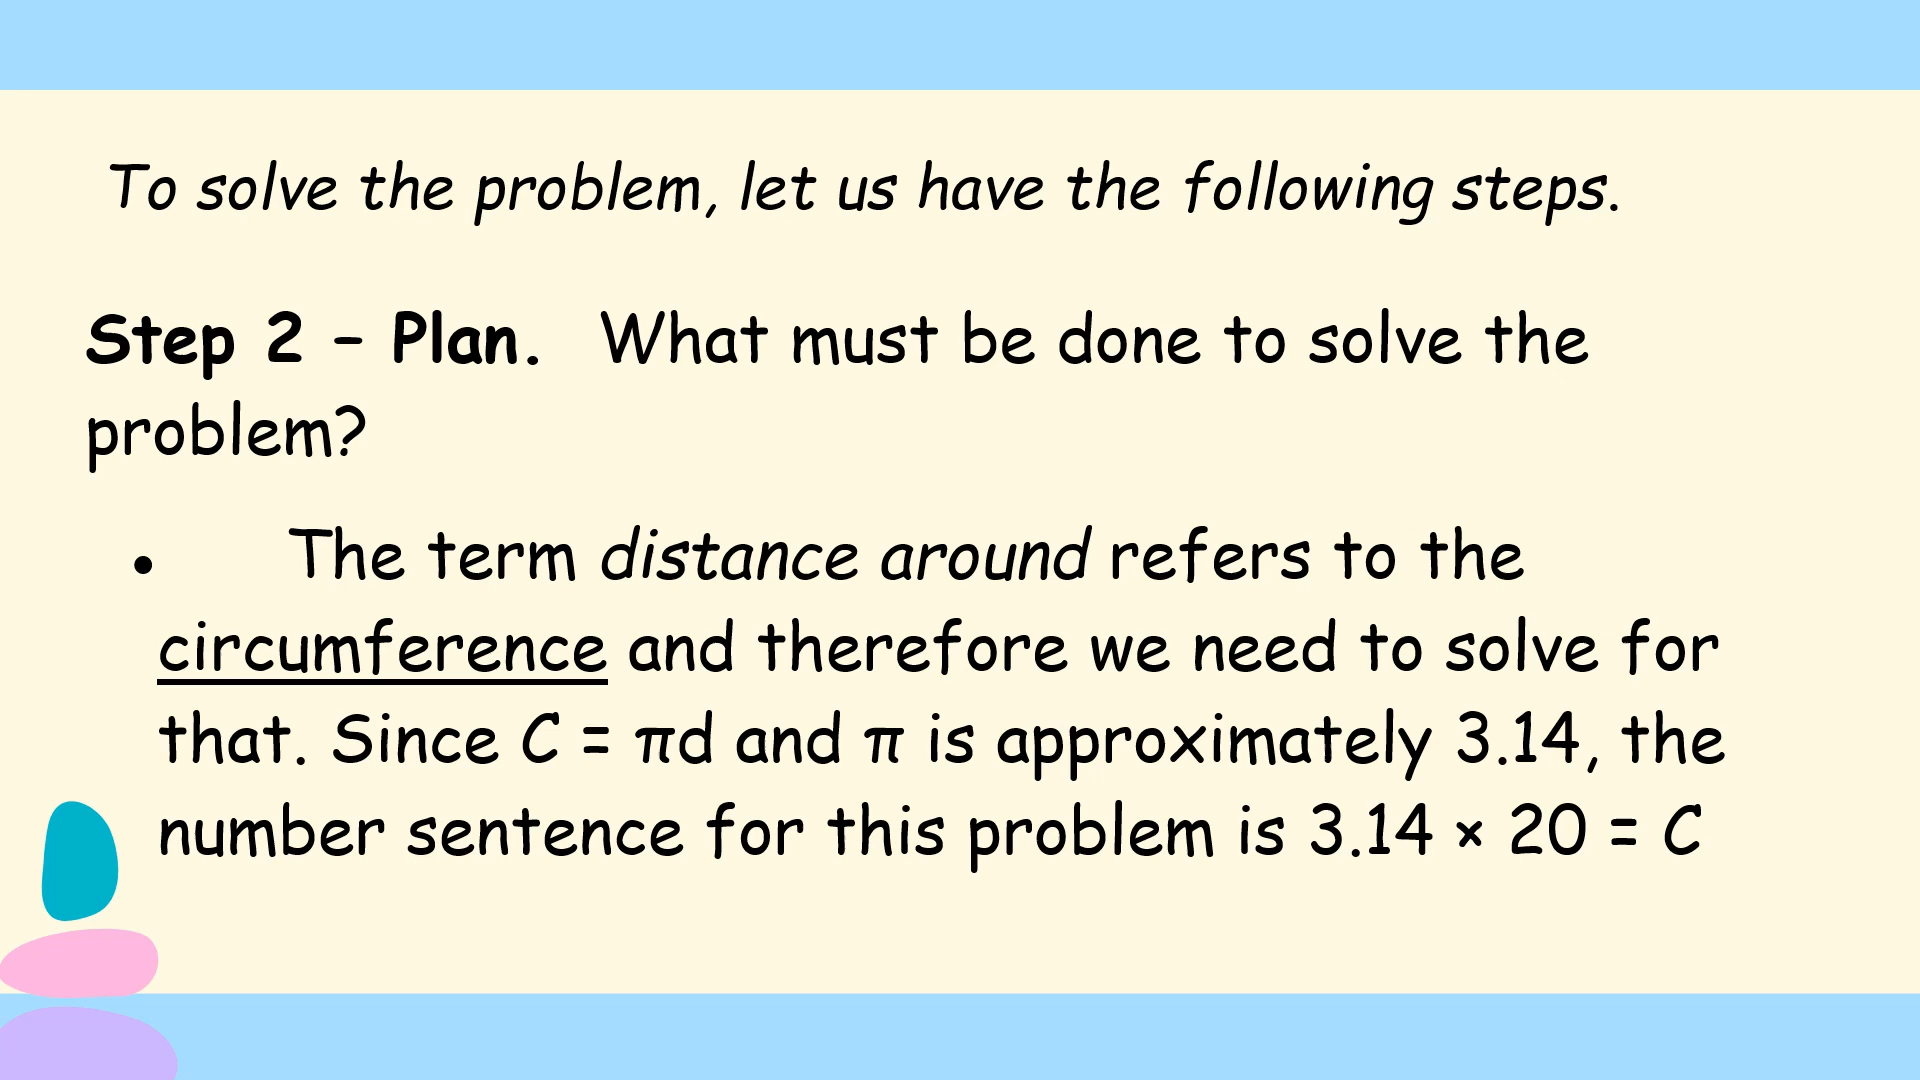 To solve the problem, let us have the following steps.
Step 2 – Plan. What must be done to solve the
problem?
• The term distance around refers to the
circumference and therefore we need to solve for
that. Since C = πd and π is approximately 3.14, the
number sentence for this problem is 3.14 × 20 = C